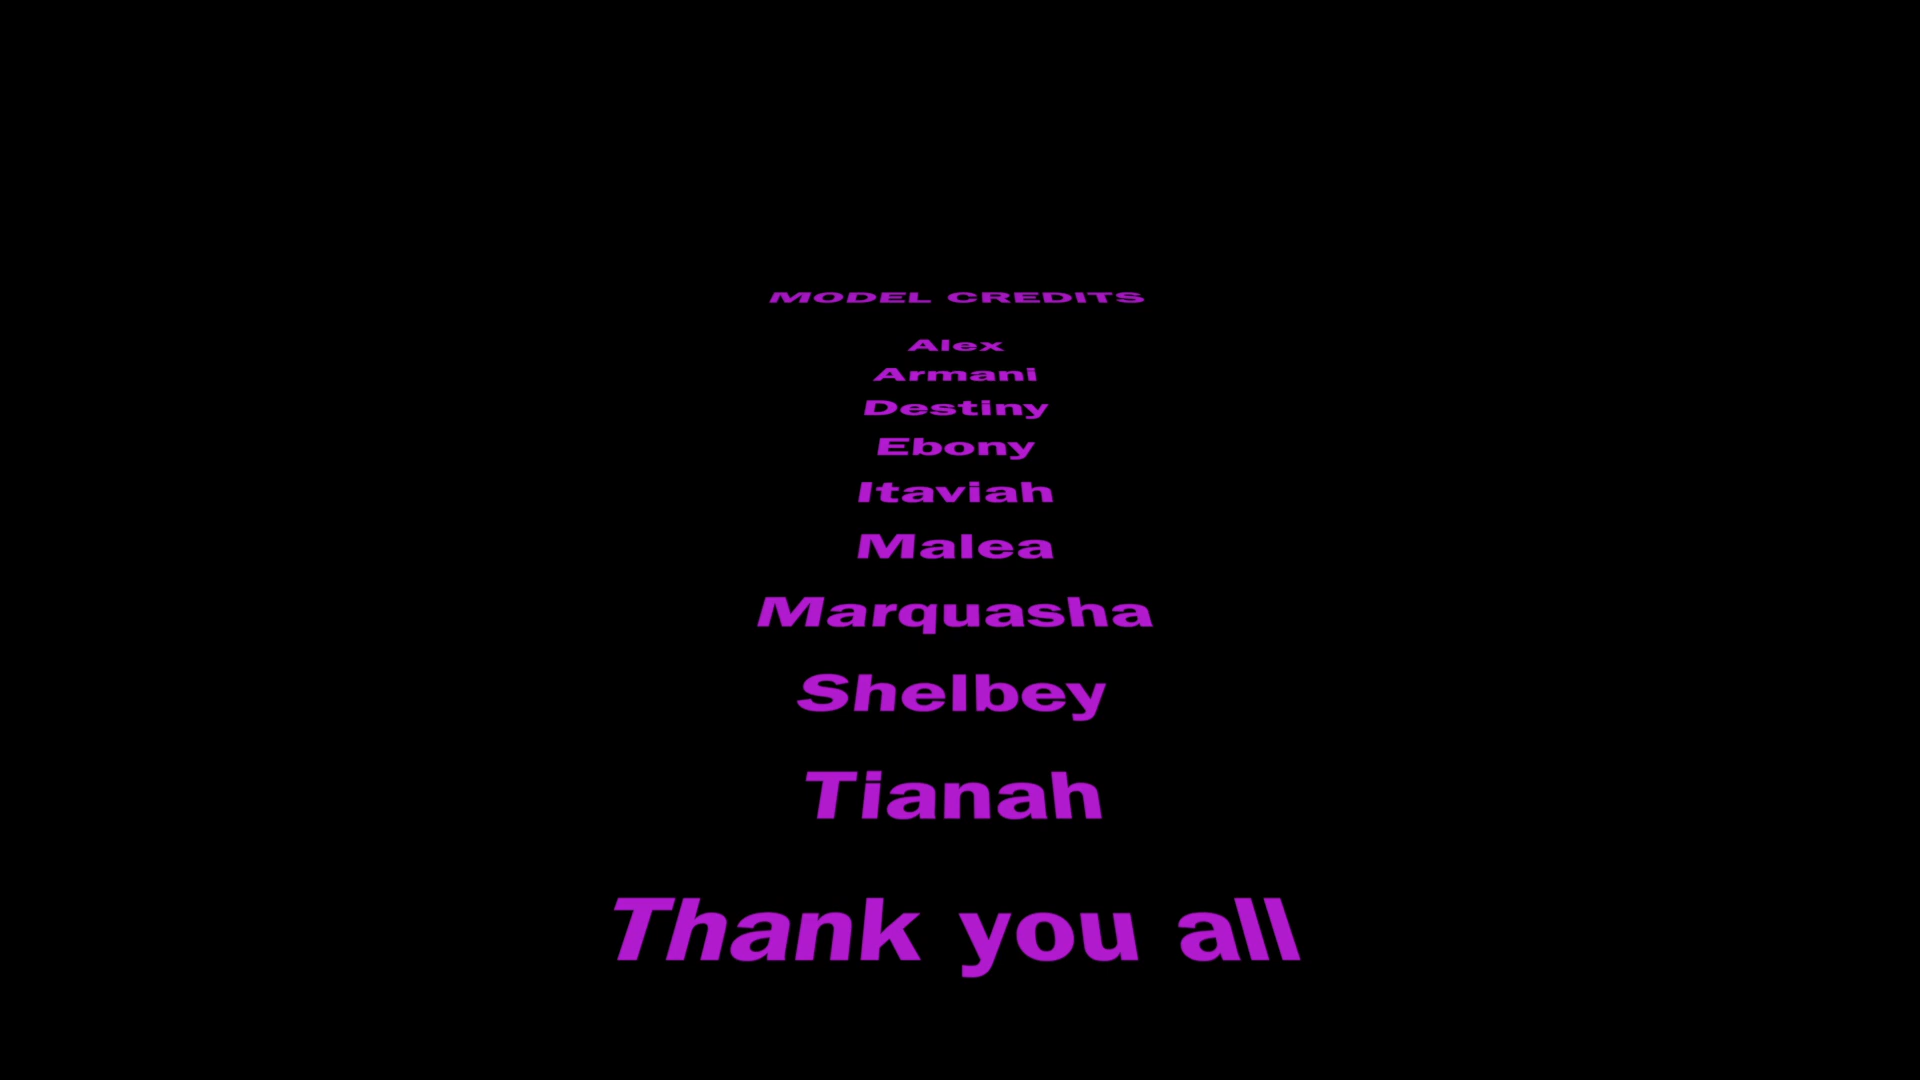 MODEL CREDITS
Alex
Armani
Destiny
Ebony
Itaviah
Malea
Marquasha
Shelbey
Tianah
Thank you all